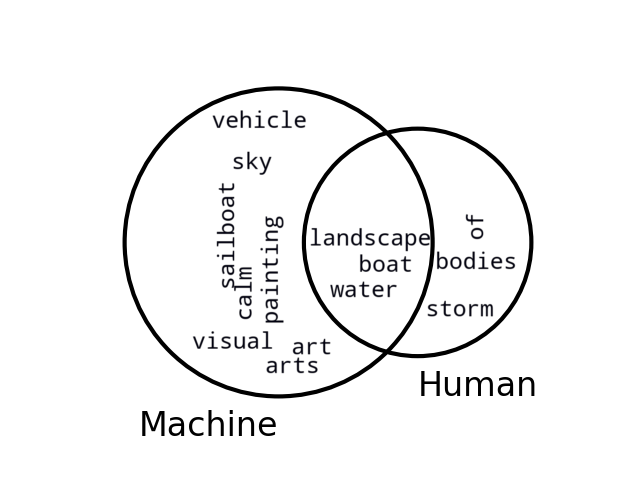 vehicle
sky
sailboat
calm
painting
visual
art
arts
landscape
boat
water
of
bodies
storm
Human
Machine